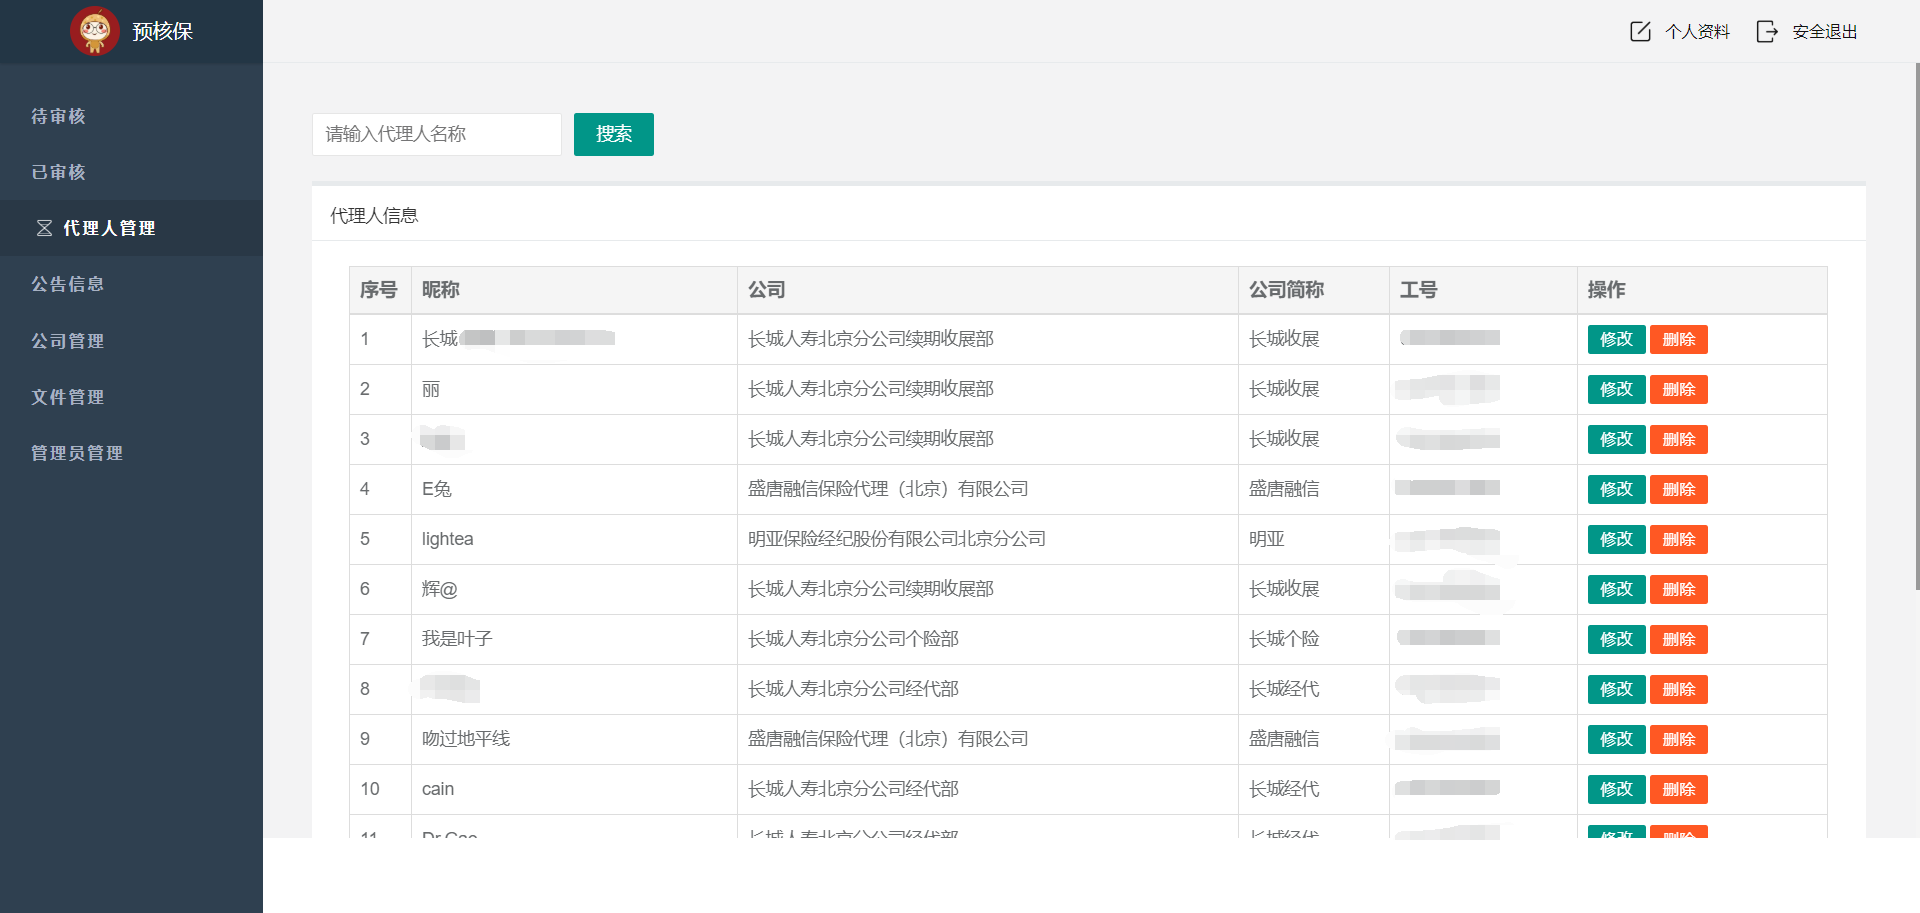 预核保
个人资料 安全退出
待审核
已审核
代理人管理
公告信息
公司管理
文件管理
管理员管理
请输入代理人名称 搜索
代理人信息
序号 昵称 公司 公司简称 工号 操作
1 长城 长城人寿北京分公司续期收展部 长城收展 修改 删除
2 丽 长城人寿北京分公司续期收展部 长城收展 修改 删除
3 长城人寿北京分公司续期收展部 长城收展 修改 删除
4 E兔 盛唐融信保险代理（北京）有限公司 盛唐融信 修改 删除
5 lightea 明亚保险经纪股份有限公司北京分公司 明亚 修改 删除
6 辉@ 长城人寿北京分公司续期收展部 长城收展 修改 删除
7 我是叶子 长城人寿北京分公司个险部 长城个险 修改 删除
8 长城人寿北京分公司经代部 长城经代 修改 删除
9 吻过地平线 盛唐融信保险代理（北京）有限公司 盛唐融信 修改 删除
10 cain 长城人寿北京分公司经代部 长城经代 修改 删除
11 长城人寿北京分公司经代部 长城经代 修改 删除